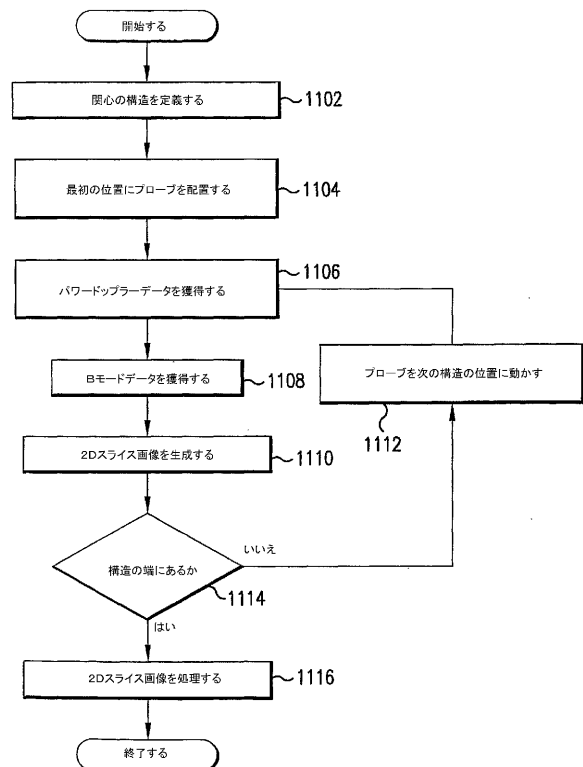 開始する
関心の構造を定義する
1102
最初の位置にプローブを配置する
1104
1106
パワードップラーデータを獲得する
Bモードデータを獲得する
1108
プローブを次の構造の位置に動かす
1112
2Dスライス画像を生成する
1110
いいえ
構造の端にあるか
1114
はい
2Dスライス画像を処理する
1116
終了する